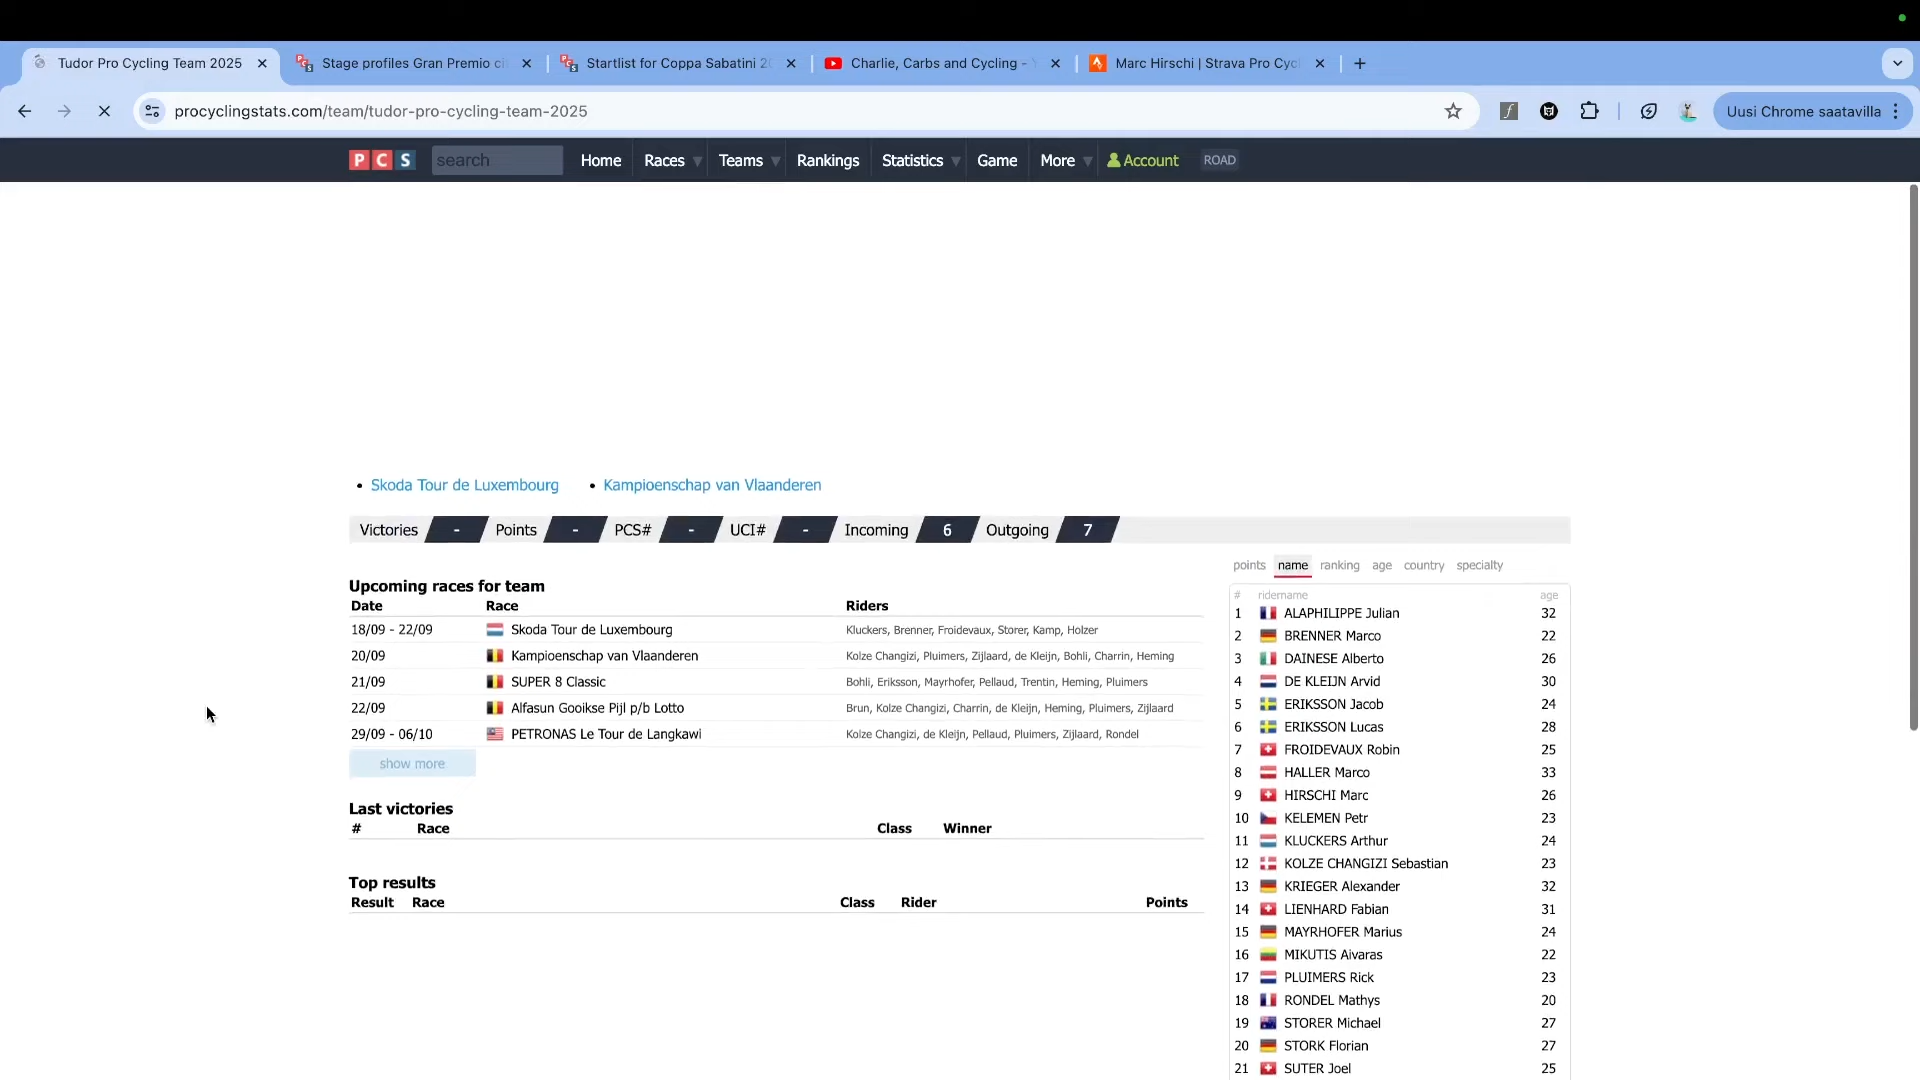 Tudor Pro Cycling Team 2025
Stage profiles Gran Premio ci
Startlist for Coppa Sabatini 2
Charlie, Carbs and Cycling - Y
Marc Hirschi | Strava Pro Cyc
procyclingstats.com/team/tudor-pro-cycling-team-2025
Uusi Chrome saatavilla
PCS search Home Races Teams Rankings Statistics Game More Account ROAD
• Skoda Tour de Luxembourg • Kampioenschap van Vlaanderen
Victories - Points - PCS# - UCI# - Incoming 6 Outgoing 7
Upcoming races for team
Date Race Riders
18/09 - 22/09 Skoda Tour de Luxembourg Kluckers, Brenner, Froidevaux, Storer, Kamp, Holzer
20/09 Kampioenschap van Vlaanderen Kolze Changizi, Pluimers, Zijlaard, de Kleijn, Bohli, Charrin, Heming
21/09 SUPER 8 Classic Bohli, Eriksson, Mayrhofer, Pellaud, Trentin, Heming, Pluimers
22/09 Alfasun Gooikse Pijl p/b Lotto Brun, Kolze Changizi, Charrin, de Kleijn, Heming, Pluimers, Zijlaard
29/09 - 06/10 PETRONAS Le Tour de Langkawi Kolze Changizi, de Kleijn, Pellaud, Pluimers, Zijlaard, Rondel
show more
Last victories
# Race Class Winner
Top results
Result Race Class Rider Points
points name ranking age country specialty
# ridername age
1 ALAPHILIPPE Julian 32
2 BRENNER Marco 22
3 DAINESE Alberto 26
4 DE KLEIJN Arvid 30
5 ERIKSSON Jacob 24
6 ERIKSSON Lucas 28
7 FROIDEVAUX Robin 25
8 HALLER Marco 33
9 HIRSCHI Marc 26
10 KELEMEN Petr 23
11 KLUCKERS Arthur 24
12 KOLZE CHANGIZI Sebastian 23
13 KRIEGER Alexander 32
14 LIENHARD Fabian 31
15 MAYRHOFER Marius 24
16 MIKUTIS Aivaras 22
17 PLUIMERS Rick 23
18 RONDEL Mathys 20
19 STORER Michael 27
20 STORK Florian 27
21 SUTER Joel 25